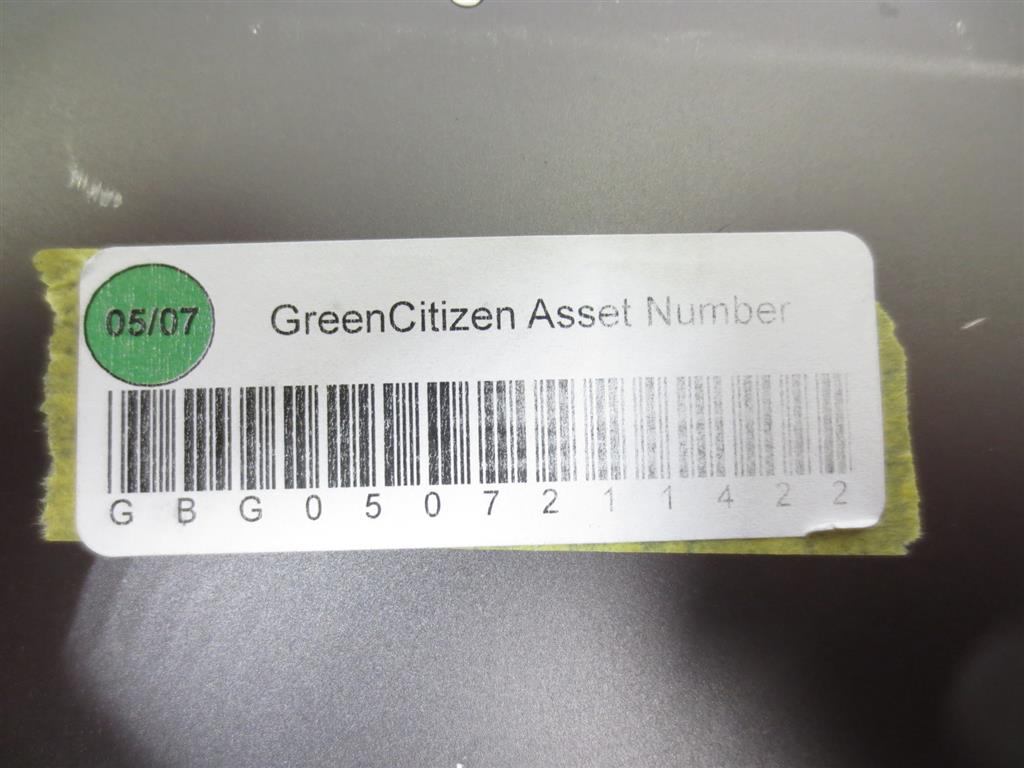 05/07
GreenCitizen Asset Number
G B G 0 5 0 7 2 1 1 4 2 2